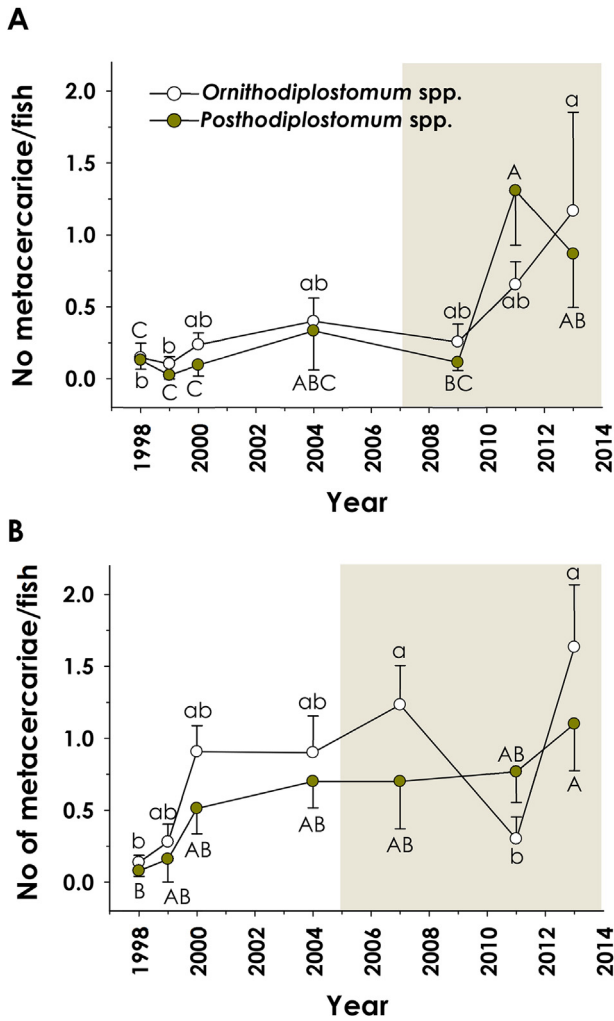 A
Ornithodiplostomum spp.
Posthodiplostomum spp.
No metacercariae/fish
2.0
1.5
1.0
0.5
0.0
C
b
b
C
ab
C
ab
ABC
ab
BC
A
ab
a
AB
1998
2000
2002
2004
2006
2008
2010
2012
2014
Year
B
No of metacercariae/fish
2.0
1.5
1.0
0.5
0.0
b
B
ab
AB
ab
AB
ab
AB
a
AB
AB
b
a
A
1998
2000
2002
2004
2006
2008
2010
2012
2014
Year